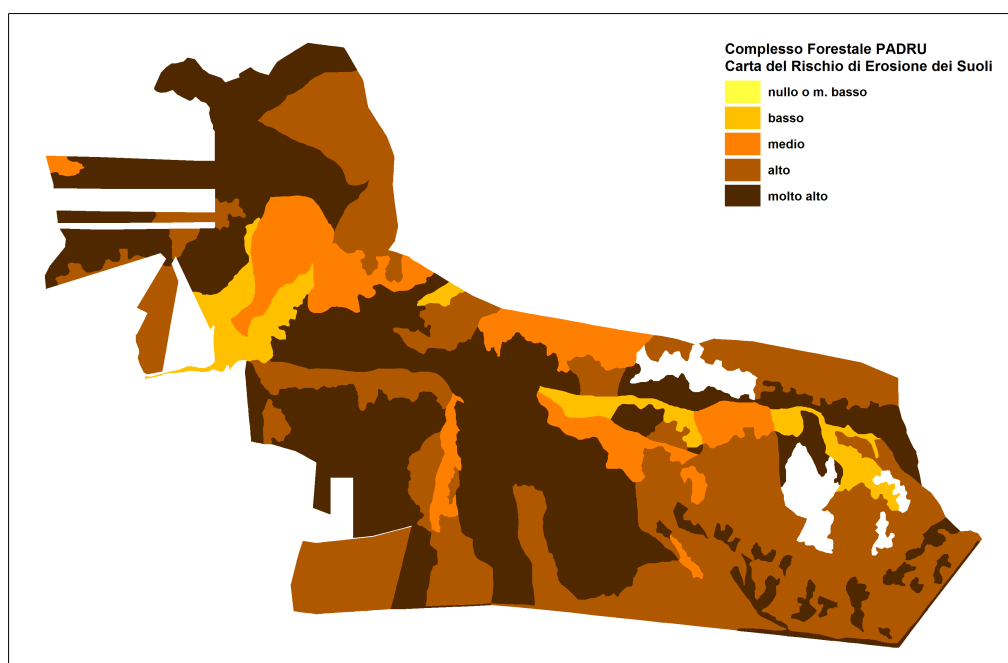 Complesso Forestale PADRU
Carta del Rischio di Erosione dei Suoli
nullo o m. basso
basso
medio
alto
molto alto